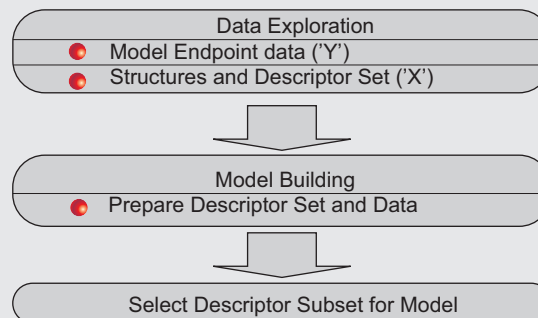 Data Exploration
Model Endpoint data ('Y')
Structures and Descriptor Set ('X')
Model Building
Prepare Descriptor Set and Data
Select Descriptor Subset for Model